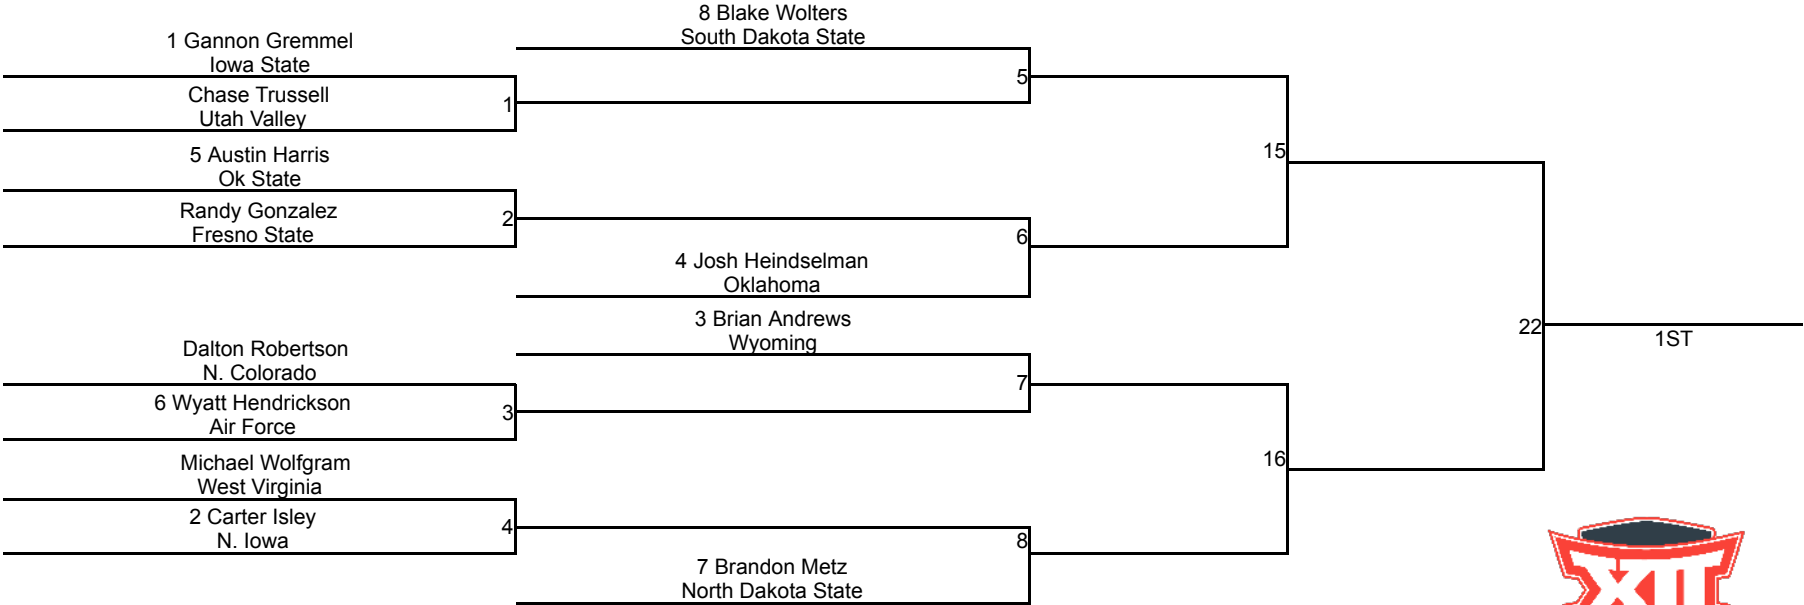 8 Blake Wolters
South Dakota State
1 Gannon Gremmel
Iowa State
Chase Trussell
Utah Valley
1
5
5 Austin Harris
Ok State
Randy Gonzalez
Fresno State
2
4 Josh Heindselman
Oklahoma
6
15
3 Brian Andrews
Wyoming
Dalton Robertson
N. Colorado
6 Wyatt Hendrickson
Air Force
3
7
Michael Wolfgram
West Virginia
2 Carter Isley
N. Iowa
4
7 Brandon Metz
North Dakota State
8
16
22
1ST
XII